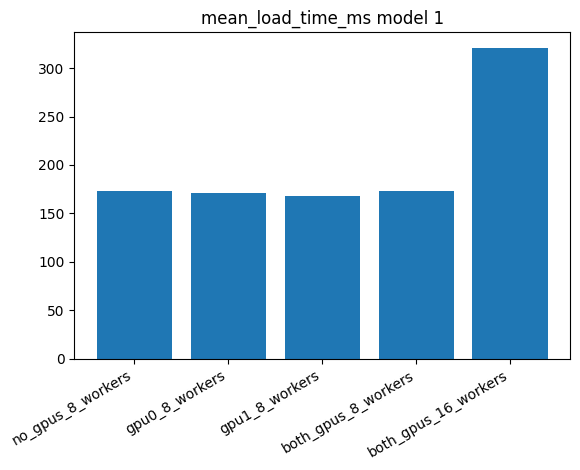 mean_load_time_ms model 1
300
250
200
150
100
50
0
no_gpus_8_workers
gpu0_8_workers
gpu1_8_workers
both_gpus_8_workers
both_gpus_16_workers